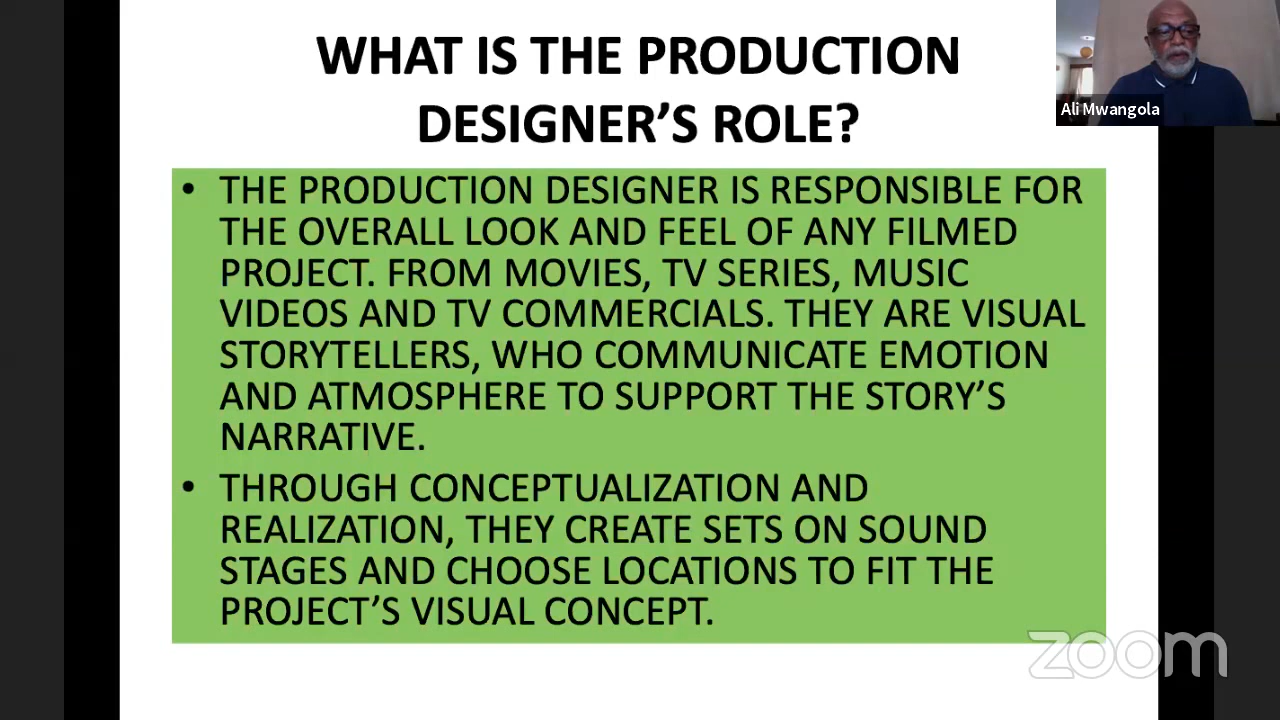 WHAT IS THE PRODUCTION
DESIGNER'S ROLE?
Ali Mwangola
• THE PRODUCTION DESIGNER IS RESPONSIBLE FOR
THE OVERALL LOOK AND FEEL OF ANY FILMED
PROJECT. FROM MOVIES, TV SERIES, MUSIC
VIDEOS AND TV COMMERCIALS. THEY ARE VISUAL
STORYTELLERS, WHO COMMUNICATE EMOTION
AND ATMOSPHERE TO SUPPORT THE STORY'S
NARRATIVE.
• THROUGH CONCEPTUALIZATION AND
REALIZATION, THEY CREATE SETS ON SOUND
STAGES AND CHOOSE LOCATIONS TO FIT THE
PROJECT'S VISUAL CONCEPT.
zoom